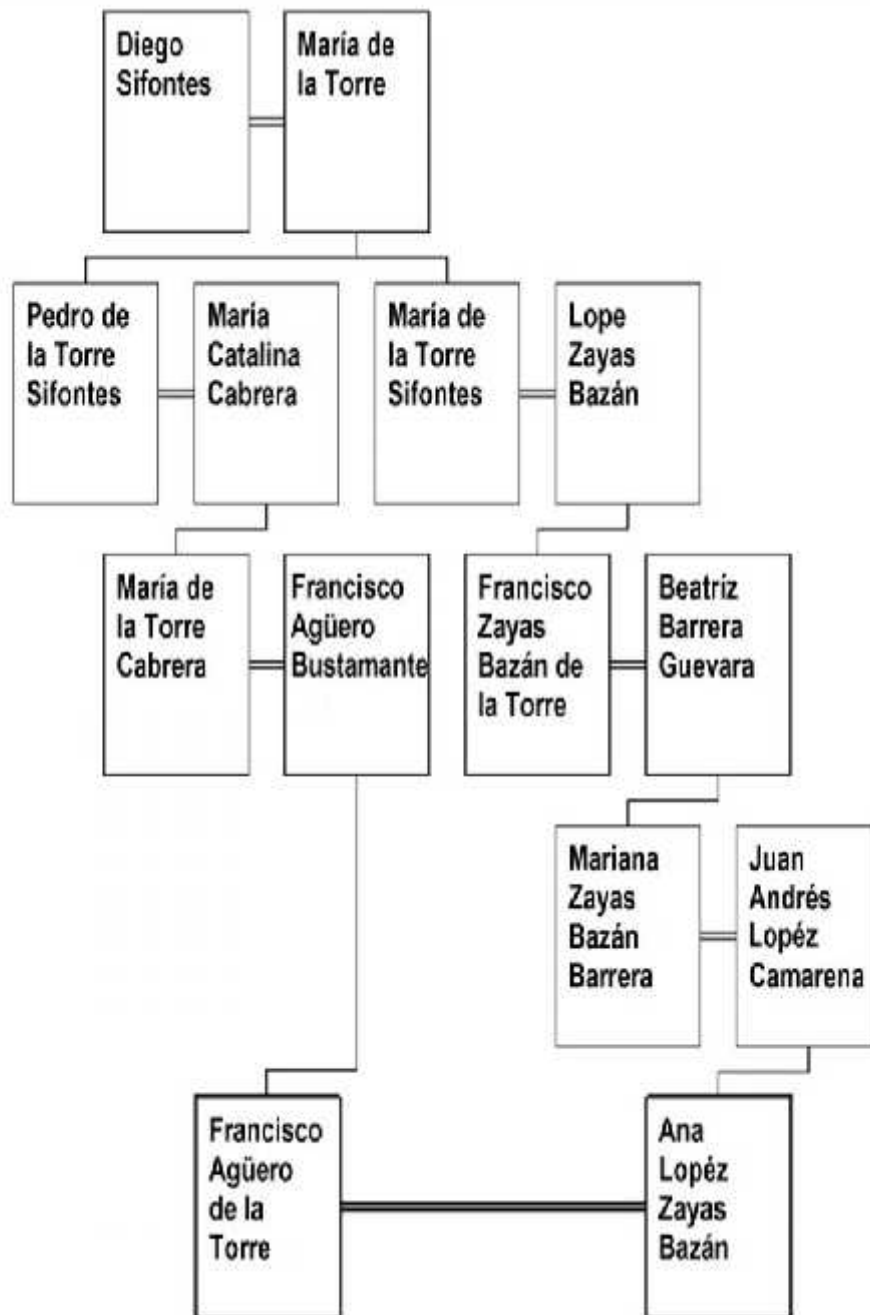 Diego
Sifontes
María de
la Torre
Pedro de
la Torre
Sifontes
María
Catalina
Cabrera
María de
la Torre
Sifontes
Lope
Zayas
Bazán
María de
la Torre
Cabrera
Francisco
Agüero
Bustamante
Francisco
Zayas
Bazán de
la Torre
Beatríz
Barrera
Guevara
Mariana
Zayas
Bazán
Barrera
Juan
Andrés
Lopéz
Camarena
Francisco
Agüero
de la
Torre
Ana
Lopéz
Zayas
Bazán